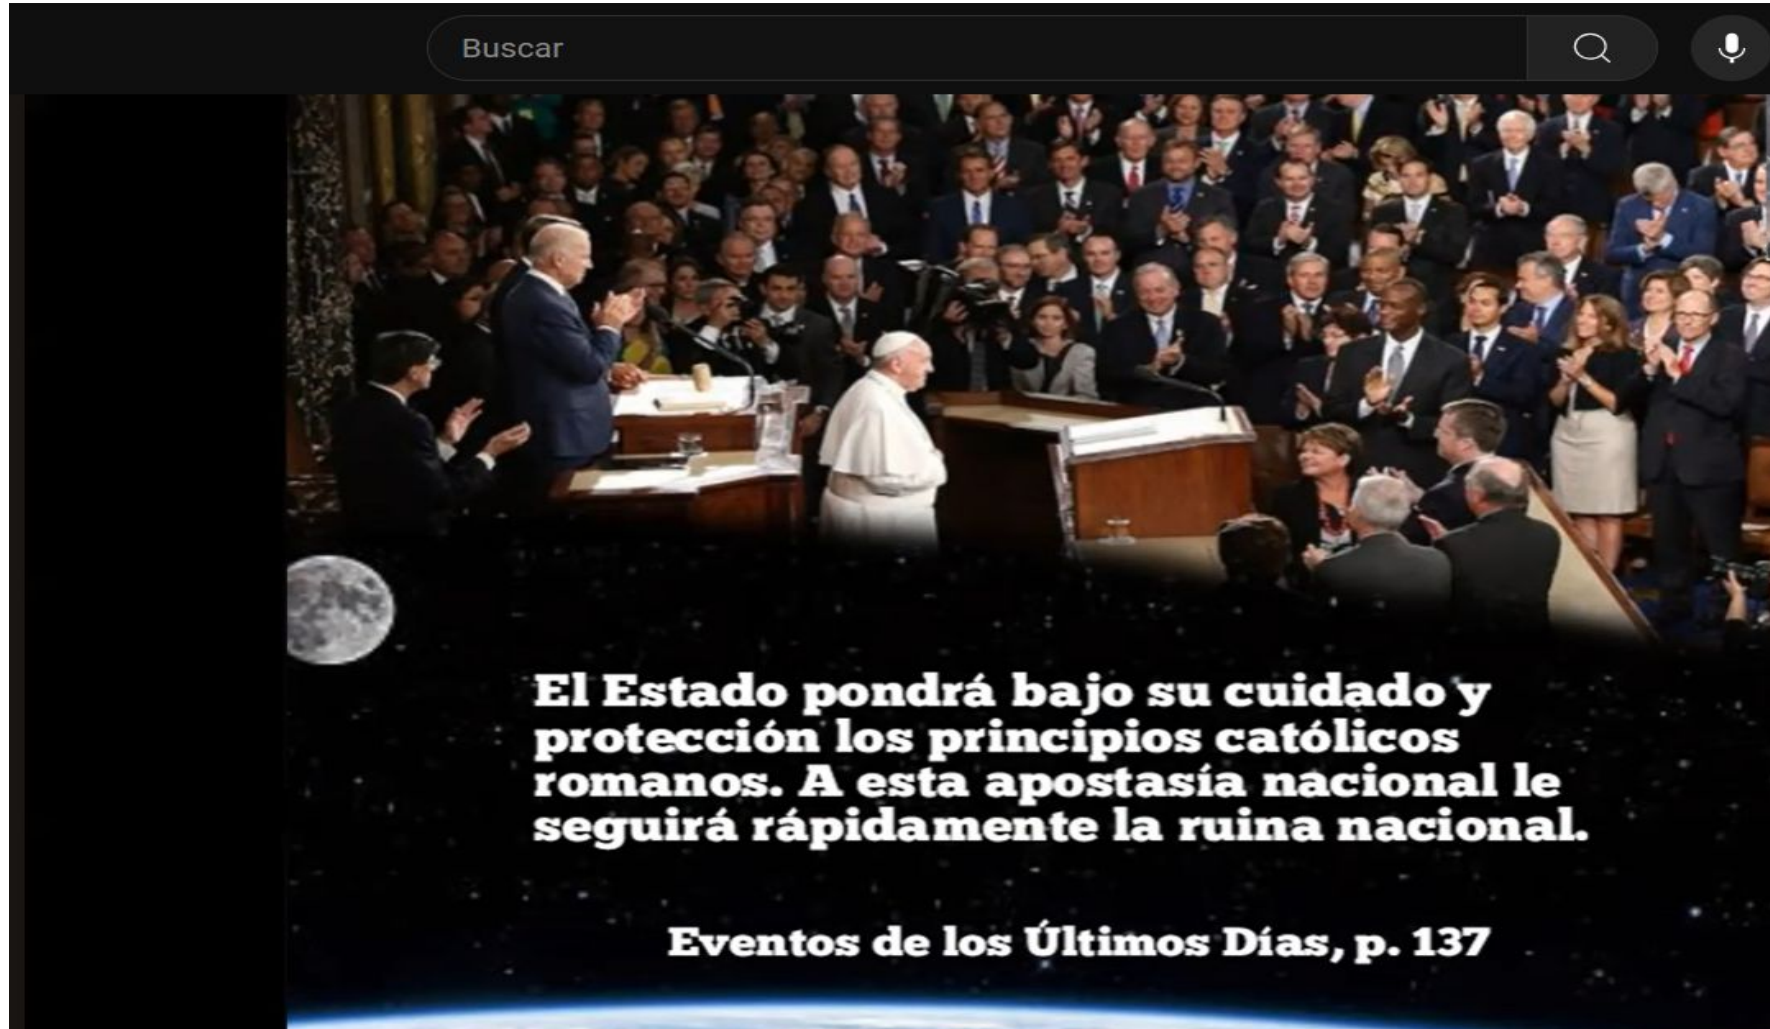 Buscar
El Estado pondrá bajo su cuidado y
protección los principios católicos
romanos. A esta apostasía nacional le
seguirá rápidamente la ruina nacional.
Eventos de los Últimos Días, p. 137